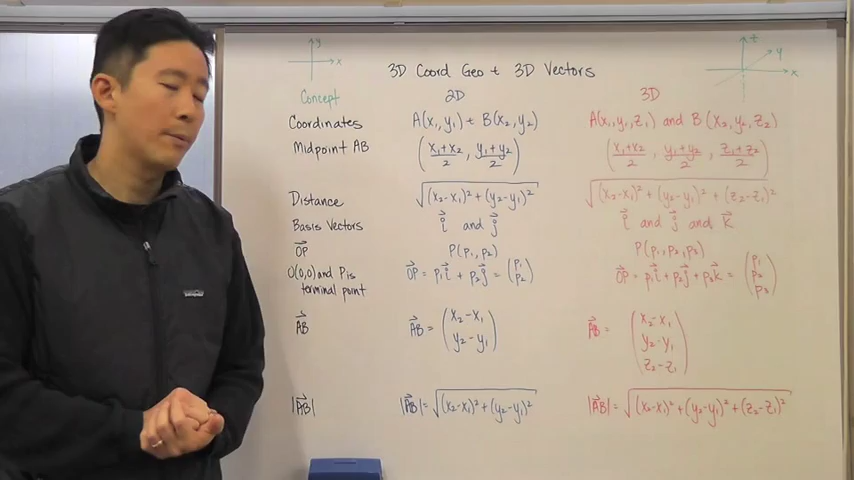 y
x
3D Coord Geo + 3D Vectors
z
y
x
Concept 2D 3D
Coordinates A(x₁,y₁) + B(x₂,y₂) A(x₁,y₁,z₁) and B(x₂,y₂,z₂)
Midpoint AB ((x₁+x₂)/2, (y₁+y₂)/2) ((x₁+x₂)/2, (y₁+y₂)/2, (z₁+z₂)/2)
Distance √((x₂-x₁)²+(y₂-y₁)²) √((x₂-x₁)²+(y₂-y₁)²+(z₂-z₁)²)
Basis Vectors i⃗ and j⃗ i⃗ and j⃗ and k⃗
OP⃗ P(p₁,p₂) P(p₁,p₂,p₃)
O(0,0) and P is OP⃗ = p₁i⃗ + p₂j⃗ = (p₁ p₂) OP⃗ = p₁i⃗ + p₂j⃗ + p₃k⃗ = (p₁ p₂ p₃)
terminal point
AB⃗ AB⃗ = (x₂-x₁ y₂-y₁) AB⃗ = (x₂-x₁ y₂-y₁ z₂-z₁)
|AB⃗| |AB⃗| = √((x₂-x₁)²+(y₂-y₁)²) |AB⃗| = √((x₂-x₁)²+(y₂-y₁)²+(z₂-z₁)²)